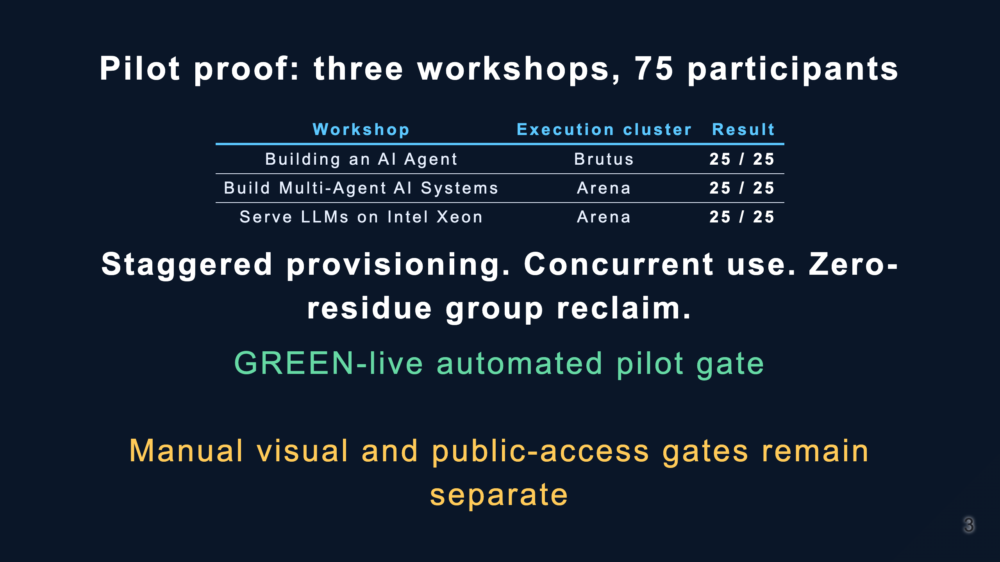 Pilot proof: three workshops, 75 participants
Workshop Execution cluster Result
Building an AI Agent Brutus 25 / 25
Build Multi-Agent AI Systems Arena 25 / 25
Serve LLMs on Intel Xeon Arena 25 / 25
Staggered provisioning. Concurrent use. Zero-
residue group reclaim.
GREEN-live automated pilot gate
Manual visual and public-access gates remain
separate
3